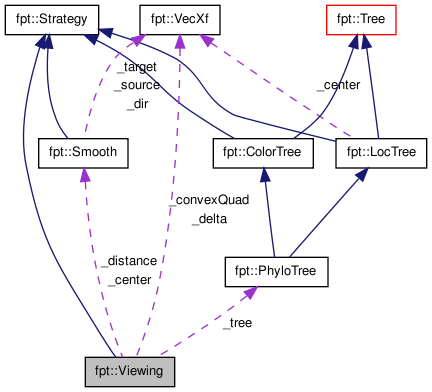 fpt::Strategy
fpt::VecXf
fpt::Tree
_target
_source
_dir
_center
fpt::Smooth
fpt::ColorTree
fpt::LocTree
_convexQuad
_delta
_distance
_center
fpt::PhyloTree
_tree
fpt::Viewing